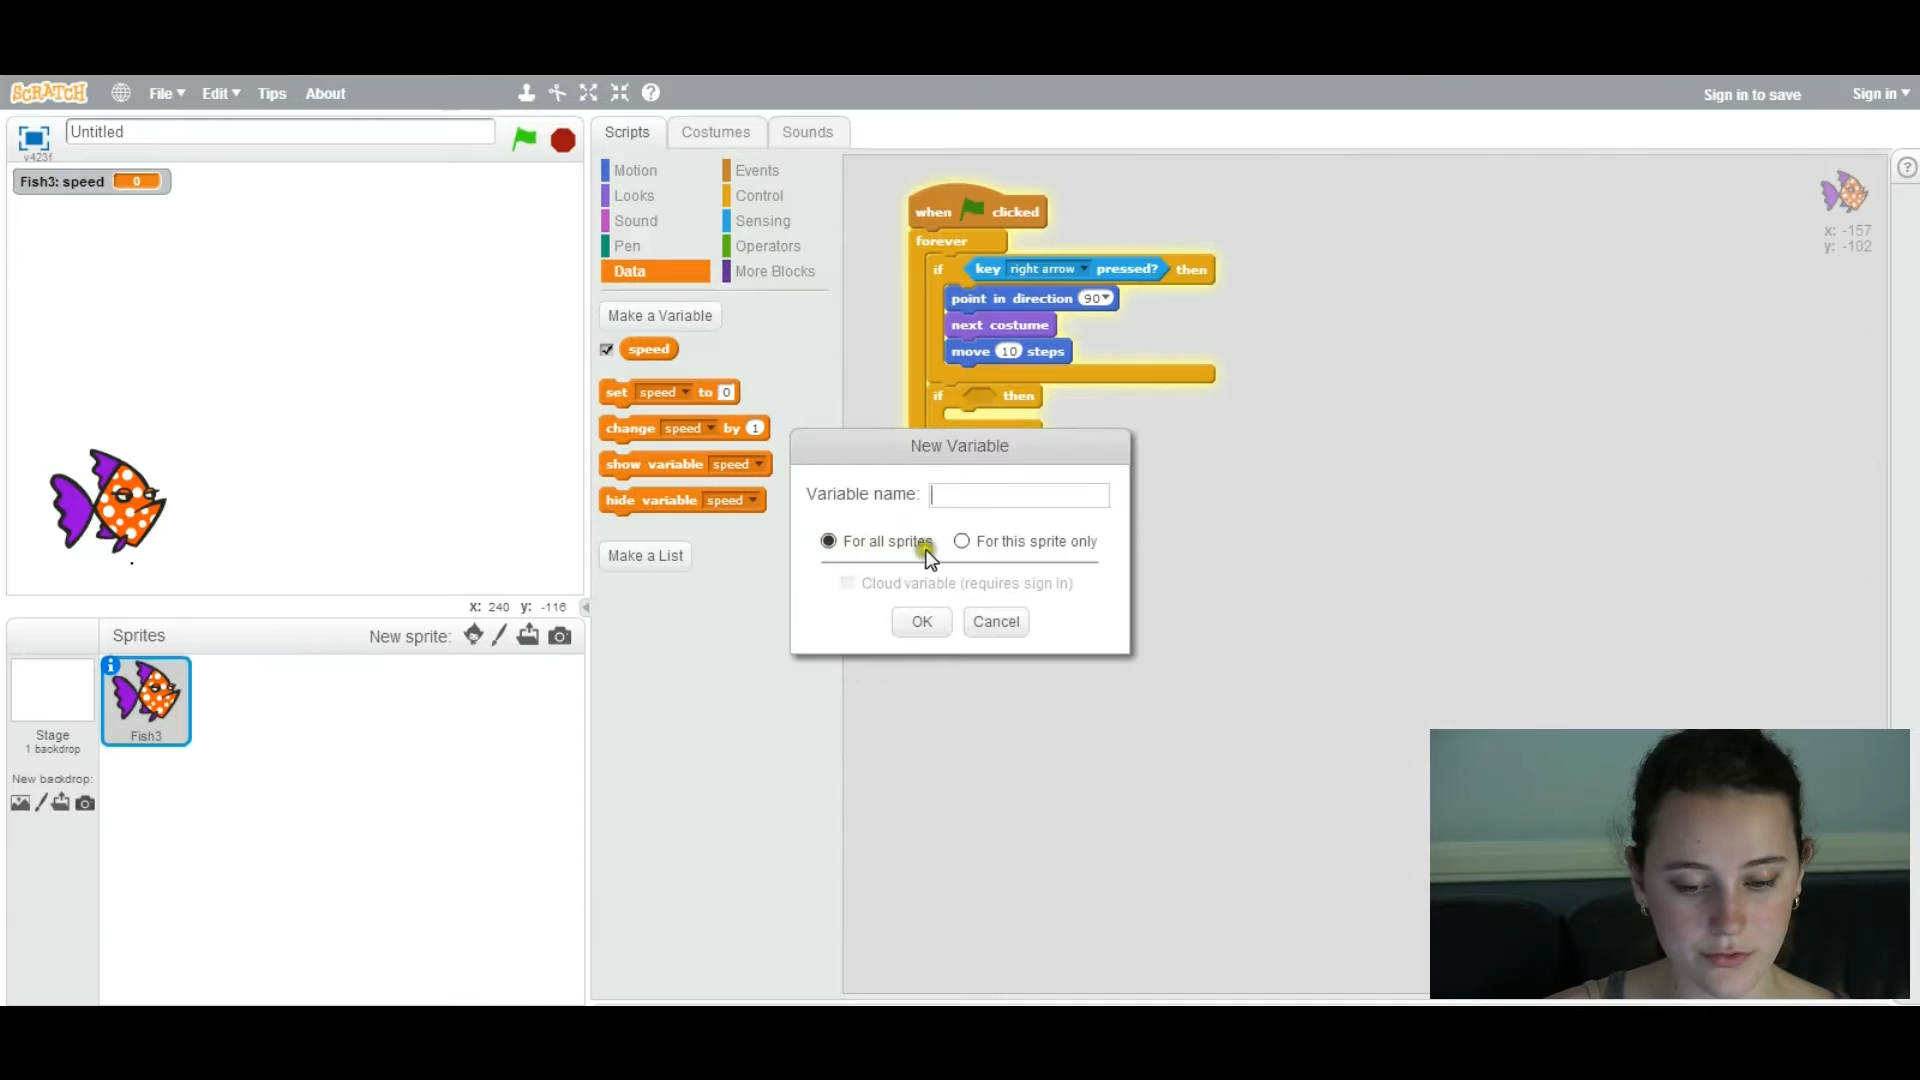 SCRATCH File Edit Tips About Sign in to save Sign in
v423f
Untitled
Scripts Costumes Sounds
Fish3: speed 0
Motion Events
Looks Control
Sound Sensing
Pen Operators
Data More Blocks
Make a Variable
speed
set speed to 0
change speed by 1
show variable speed
hide variable speed
Make a List
when clicked
forever
if key right arrow pressed? then
point in direction 90
next costume
move 10 steps
if then
x: -157
y: -102
New Variable
Variable name:
For all sprites For this sprite only
Cloud variable (requires sign in)
OK Cancel
x: 240 y: -116
Sprites New sprite:
Fish3
Stage
1 backdrop
New backdrop: